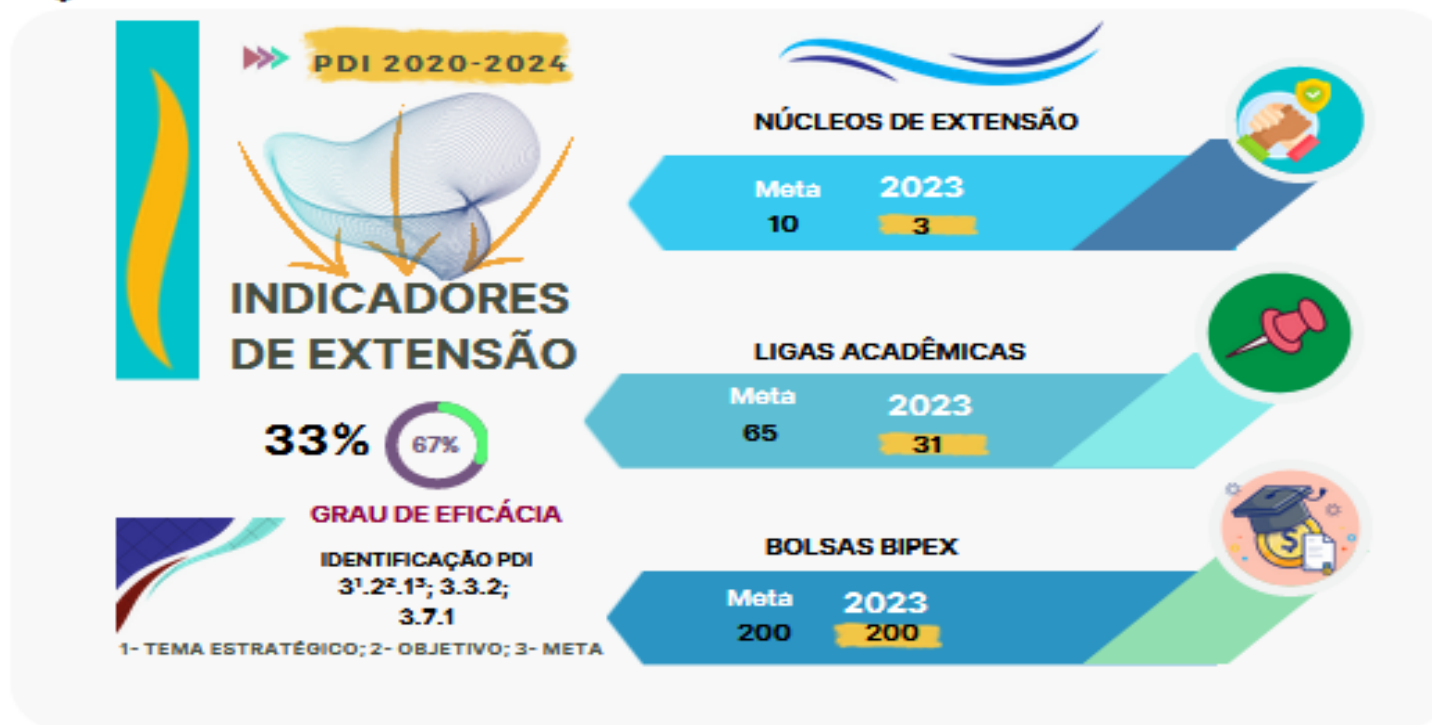 PDI 2020-2024
INDICADORES
DE EXTENSÃO
33%
67%
GRAU DE EFICÁCIA
IDENTIFICAÇÃO PDI
3¹.2².1³; 3.3.2;
3.7.1
1- TEMA ESTRATÉGICO; 2- OBJETIVO; 3- META
NÚCLEOS DE EXTENSÃO
Meta 2023
10 3
LIGAS ACADÊMICAS
Meta 2023
65 31
BOLSAS BIPEX
Meta 2023
200 200